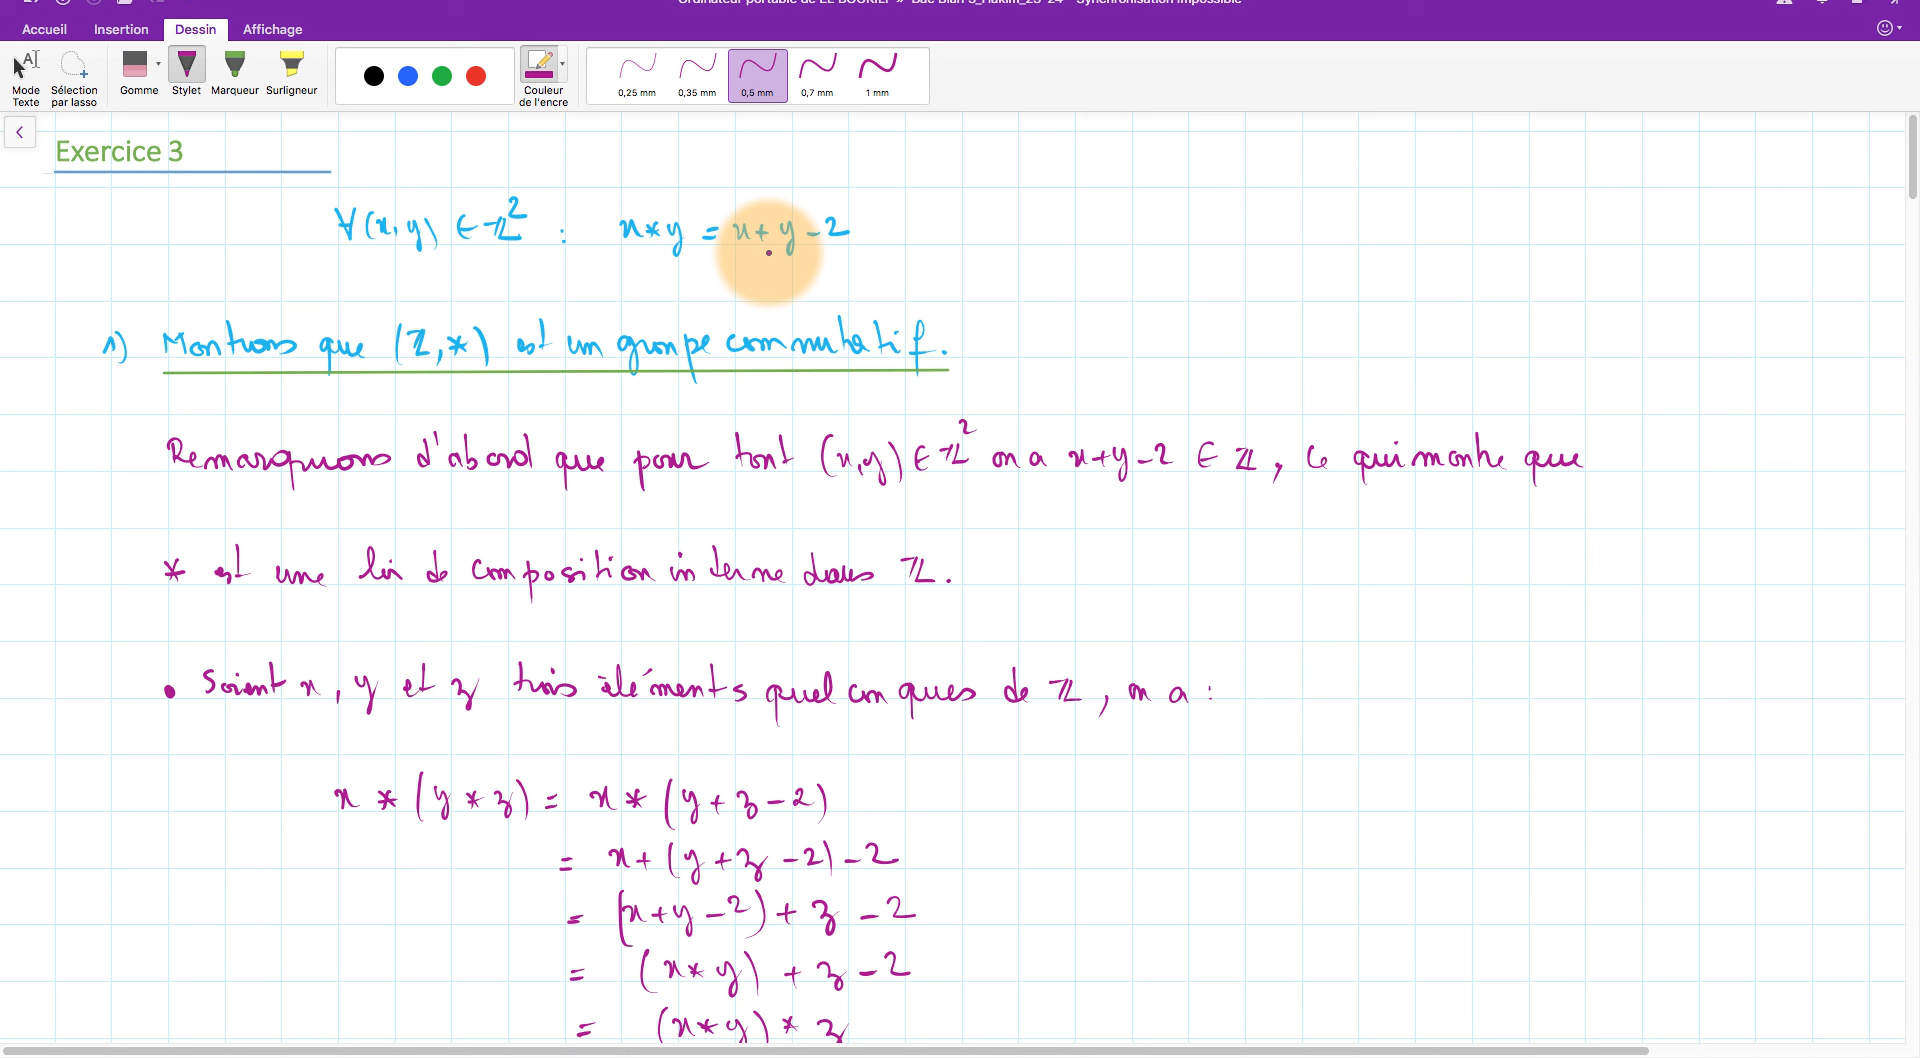 Accueil Insertion Dessin Affichage
Mode Texte Sélection par lasso Gomme Stylet Marqueur Surligneur Couleur de l'encre 0,25 mm 0,35 mm 0,5 mm 0,7 mm 1 mm
Exercice 3
∀(x,y) ∈ ℤ² : x*y = x+y-2
1) Montrons que (ℤ,*) est un groupe commutatif.
Remarquons d'abord que pour tout (x,y) ∈ ℤ² on a x+y-2 ∈ ℤ, ce qui montre que
* est une loi de composition interne dans ℤ.
• Soient x, y et z trois éléments quelconques de ℤ, on a :
x * (y * z) = x * (y+z-2)
= x+(y+z-2)-2
= (x+y-2)+z-2
= (x*y)+z-2
= (x*y)*z